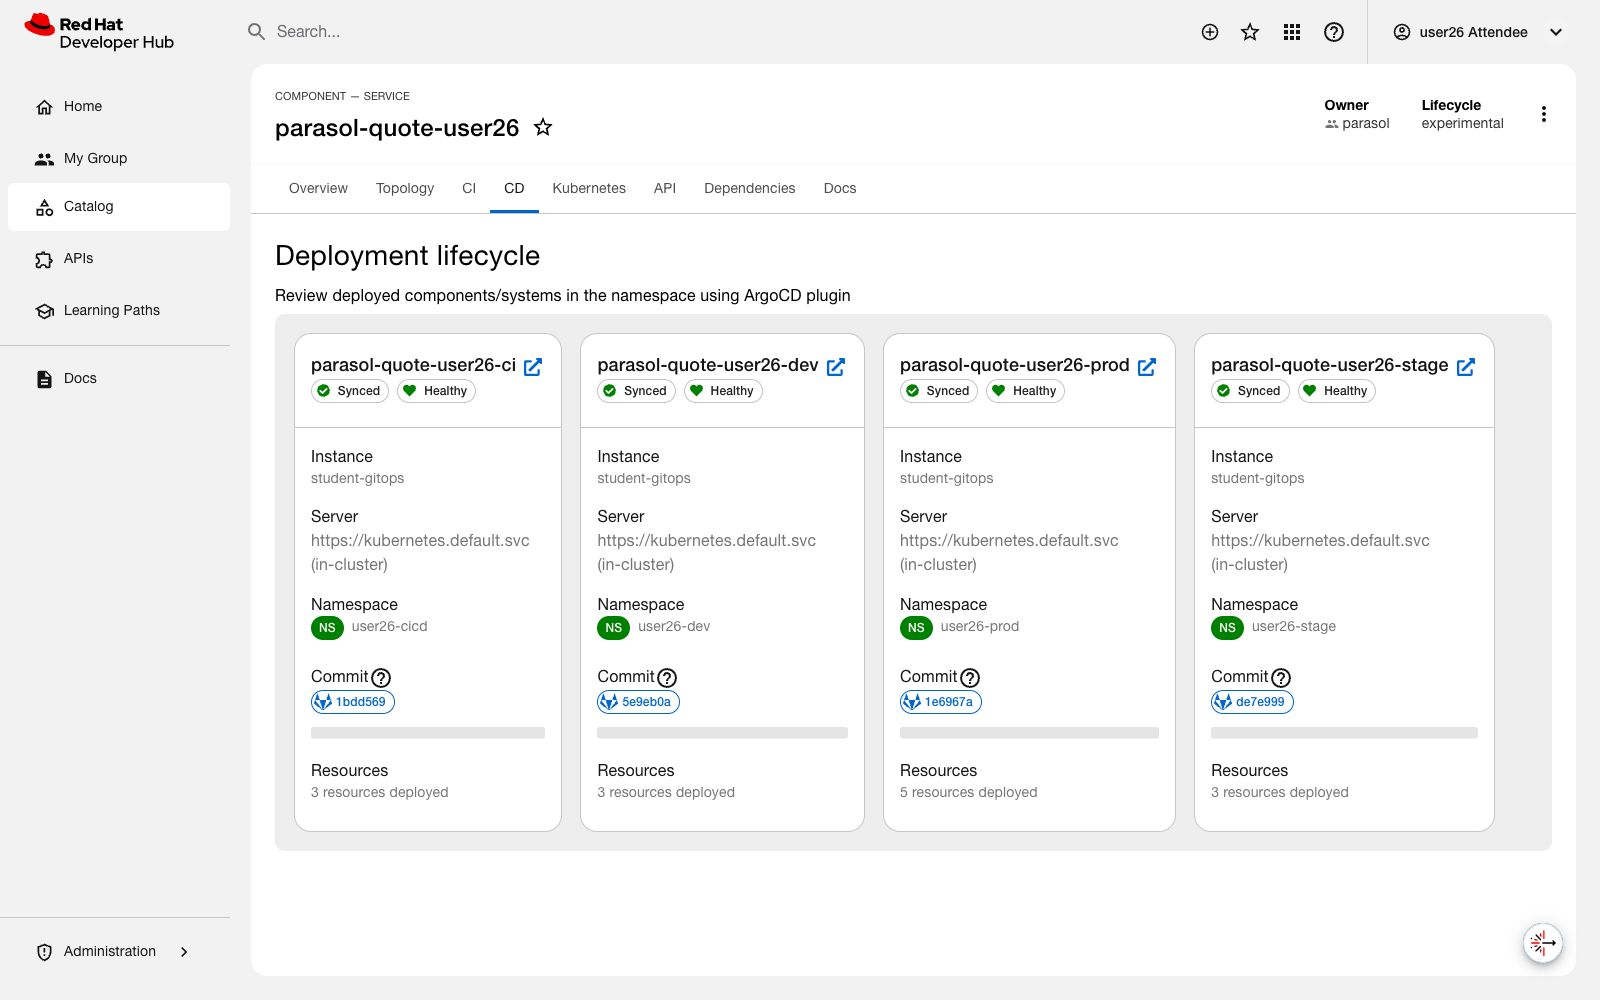 Red Hat
Developer Hub
Search...
user26 Attendee
Home
My Group
Catalog
APIs
Learning Paths
Docs
Administration
COMPONENT — SERVICE
parasol-quote-user26
Owner
parasol
Lifecycle
experimental
Overview
Topology
CI
CD
Kubernetes
API
Dependencies
Docs
Deployment lifecycle
Review deployed components/systems in the namespace using ArgoCD plugin
parasol-quote-user26-ci
Synced
Healthy
Instance
student-gitops
Server
https://kubernetes.default.svc
(in-cluster)
Namespace
NS user26-cicd
Commit
1bdd569
Resources
3 resources deployed
parasol-quote-user26-dev
Synced
Healthy
Instance
student-gitops
Server
https://kubernetes.default.svc
(in-cluster)
Namespace
NS user26-dev
Commit
5e9eb0a
Resources
3 resources deployed
parasol-quote-user26-prod
Synced
Healthy
Instance
student-gitops
Server
https://kubernetes.default.svc
(in-cluster)
Namespace
NS user26-prod
Commit
1e6967a
Resources
5 resources deployed
parasol-quote-user26-stage
Synced
Healthy
Instance
student-gitops
Server
https://kubernetes.default.svc
(in-cluster)
Namespace
NS user26-stage
Commit
de7e999
Resources
3 resources deployed